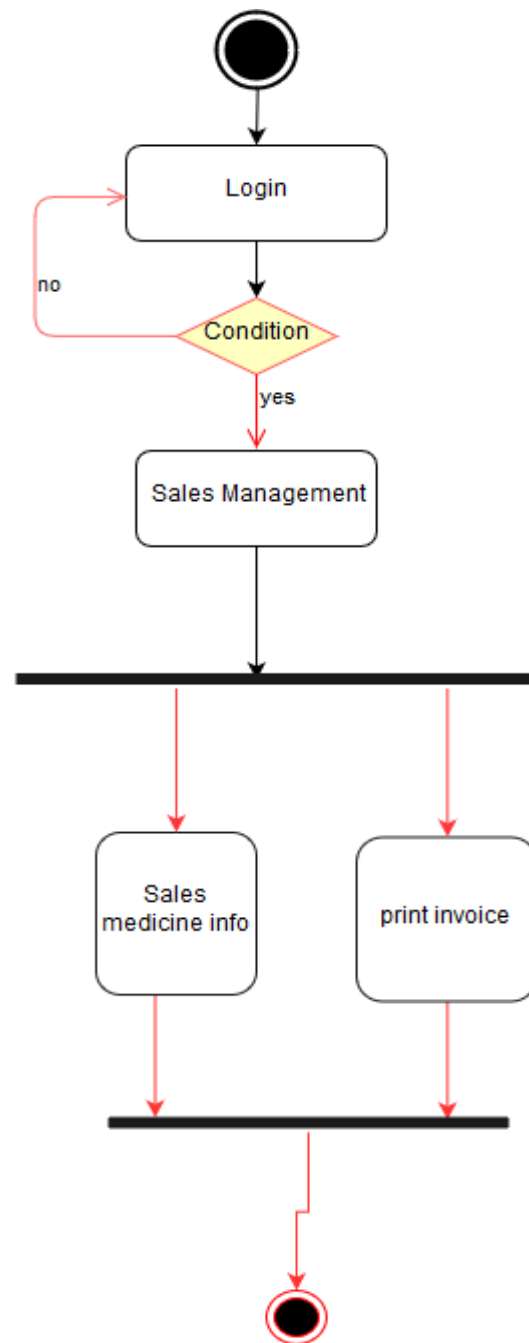 Login
no
Condition
yes
Sales Management
Sales
medicine info
print invoice